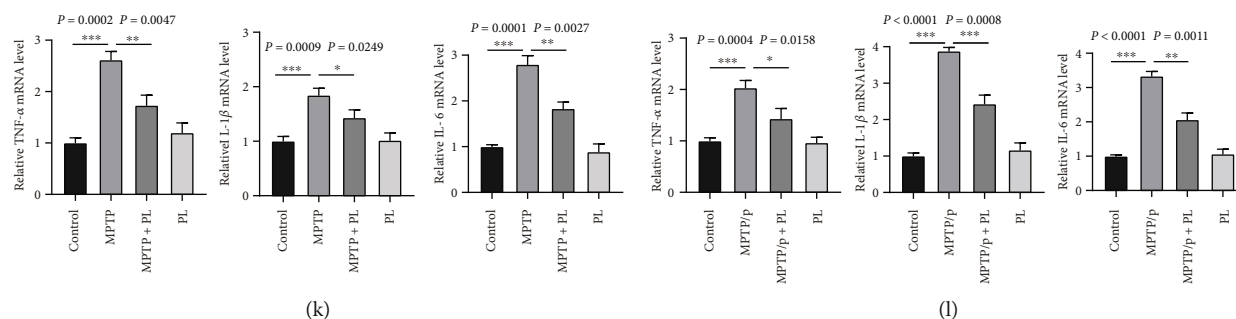 P = 0.0002 P = 0.0047
*** **
Relative TNF-α mRNA level
3
2
1
0
Control
MPTP
MPTP + PL
PL
P = 0.0009 P = 0.0249
*** *
Relativel L-1β mRNA level
3
2
1
0
Control
MPTP
MPTP + PL
PL
P = 0.0001 P = 0.0027
*** **
Relative IL- 6 mRNA level
3
2
1
0
Control
MPTP
MPTP + PL
PL
(k)
P = 0.0004 P = 0.0158
*** *
Relative TNF-α mRNA level
3
2
1
0
Control
MPTP/p
MPTP/p + PL
PL
P < 0.0001 P = 0.0008
*** ***
RelativeI L-1β mRNA level
4
3
2
1
0
Control
MPTP/p
MPTP/p + PL
PL
P < 0.0001 P = 0.0011
*** **
Relative IL-6 mRNA level
4
3
2
1
0
Control
MPTP/p
MPTP/p + PL
PL
(l)